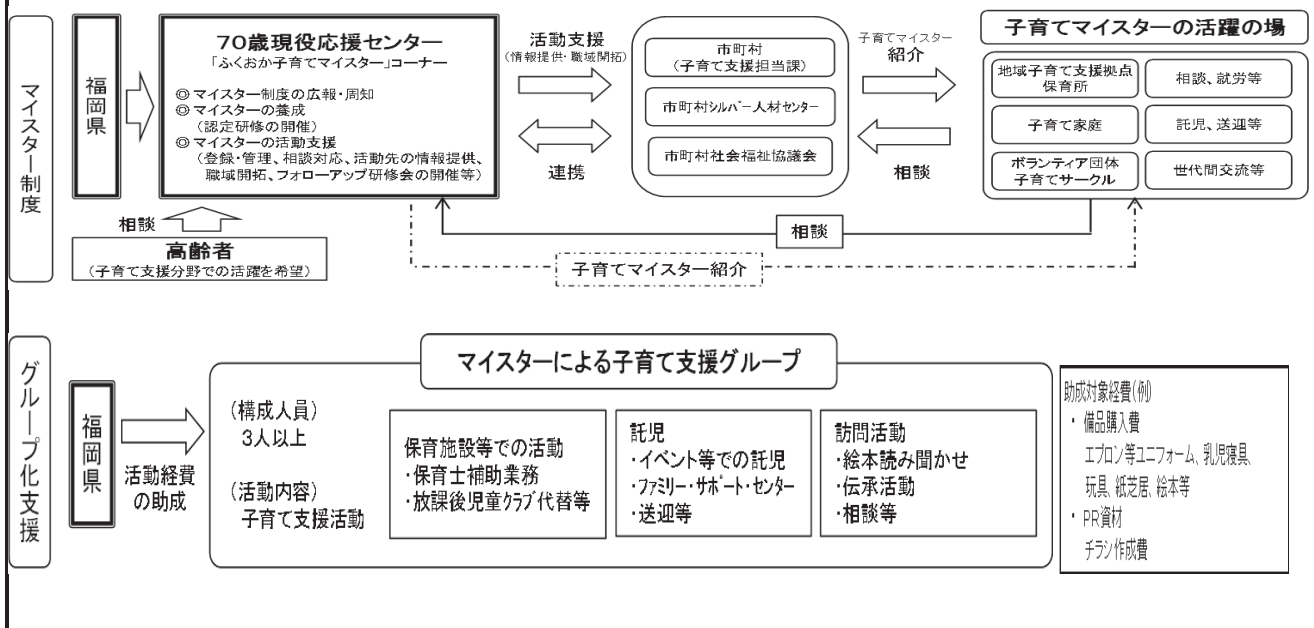 マイスター制度
福岡県
70歳現役応援センター
「ふくおか子育てマイスター」コーナー
◎ マイスター制度の広報・周知
◎ マイスターの養成
(認定研修の開催)
◎ マイスターの活動支援
(登録・管理、相談対応、活動先の情報提供、
職域開拓、フォローアップ研修会の開催等)
相談
高齢者
(子育て支援分野での活躍を希望)
活動支援
(情報提供・職域開拓)
連携
市町村
(子育て支援担当課)
市町村シルバー人材センター
市町村社会福祉協議会
子育てマイスター
紹介
相談
子育てマイスターの活躍の場
地域子育て支援拠点
保育所
相談、就労等
子育て家庭
託児、送迎等
ボランティア団体
子育てサークル
世代間交流等
相談
子育てマイスター紹介
グループ化支援
福岡県
活動経費
の助成
マイスターによる子育て支援グループ
(構成人員)
3人以上
(活動内容)
子育て支援活動
保育施設等での活動
・保育士補助業務
・放課後児童クラブ代替等
託児
・イベント等での託児
・ファミリー・サポート・センター
・送迎等
訪問活動
・絵本読み聞かせ
・伝承活動
・相談等
助成対象経費(例)
・ 備品購入費
エプロン等ユニフォーム、乳児寝具、
玩具、紙芝居、絵本等
・ PR資材
チラシ作成費